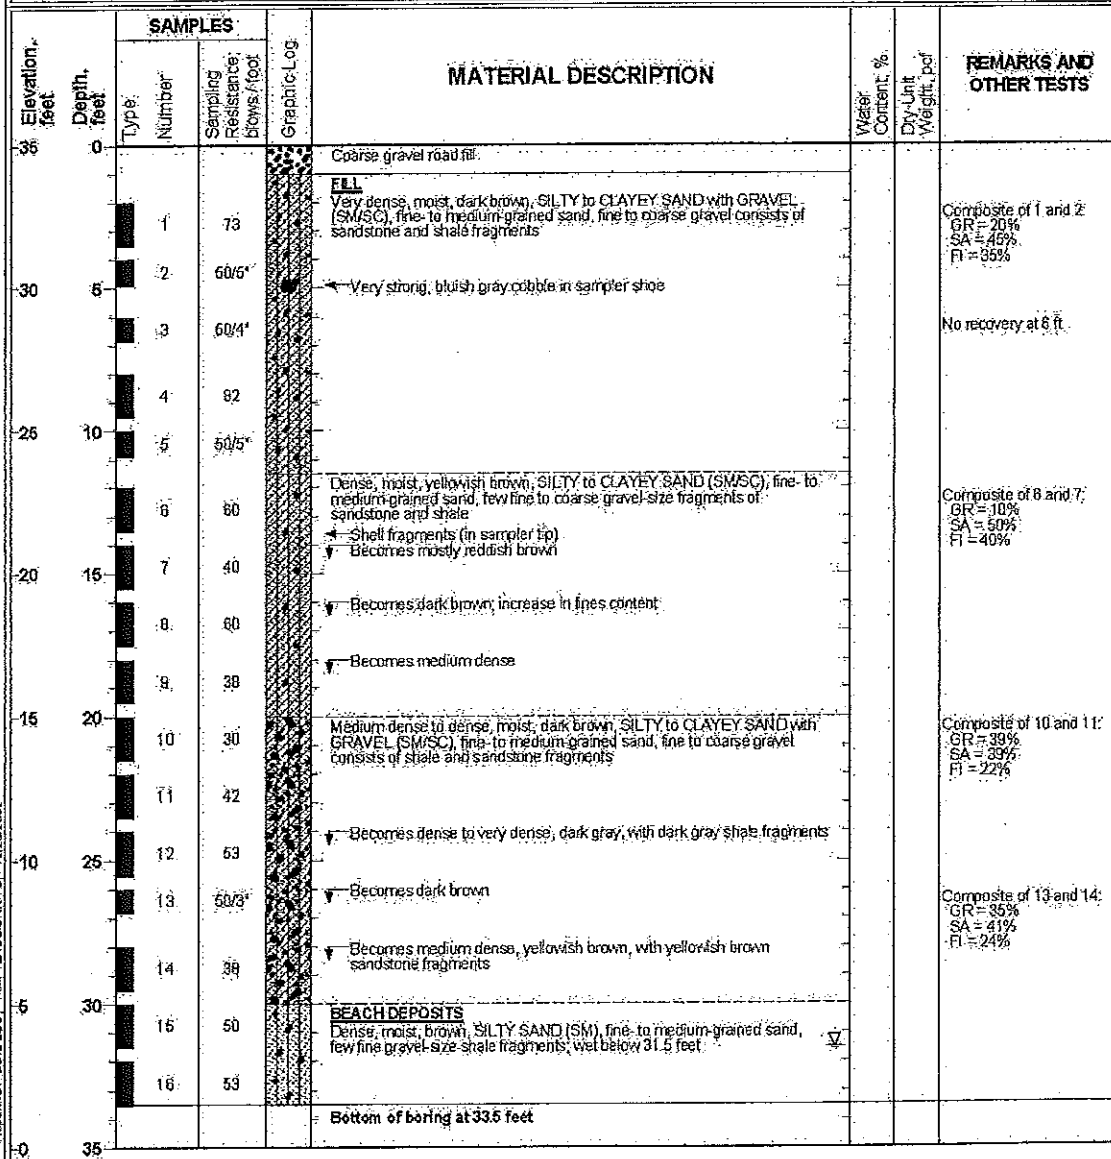 SAMPLES
Elevation, feet
Depth, feet
Type
Number
Sampling Resistance, blows/foot
Graphic Log
MATERIAL DESCRIPTION
Water Content, %
Dry Unit Weight, pcf
REMARKS AND OTHER TESTS
35 0
Coarse gravel road fill
FILL
Very dense, moist, dark brown, SILTY to CLAYEY SAND with GRAVEL
(SM/SC), fine- to medium-grained sand, fine to coarse gravel consists of
sandstone and shale fragments
1 73
Composite of 1 and 2:
GR = 20%
SA = 45%
FI = 35%
2
30 5
Very strong, bluish gray cobble in sampler shoe
3
No recovery at 6 ft
4 82
25 10
5 50/5"
Dense, moist, yellowish brown, SILTY to CLAYEY SAND (SM/SC), fine- to
medium-grained sand, few fine to coarse gravel-size fragments of
sandstone and shale
6 60
Composite of 6 and 7:
GR = 10%
SA = 50%
FI = 40%
Shell fragments (in sampler tip)
Becomes mostly reddish brown
7 40
20 15
Becomes dark brown, increase in fines content
8 60
Becomes medium dense
9 38
15 20
Medium dense to dense, moist, dark brown, SILTY to CLAYEY SAND with
GRAVEL (SM/SC), fine- to medium-grained sand, fine to coarse gravel
consists of shale and sandstone fragments
10 30
Composite of 10 and 11:
GR = 39%
SA = 39%
FI = 22%
11 42
Becomes dense to very dense, dark gray, with dark gray shale fragments
12 53
10 25
Becomes dark brown
13 50/3"
Composite of 13 and 14:
GR = 35%
SA = 41%
FI = 24%
Becomes medium dense, yellowish brown, with yellowish brown
sandstone fragments
14
5 30
BEACH DEPOSITS
Dense, moist, brown, SILTY SAND (SM), fine- to medium-grained sand,
few fine gravel-size shale fragments; wet below 31.5 feet
15 50
16 53
Bottom of boring at 33.5 feet
0 35